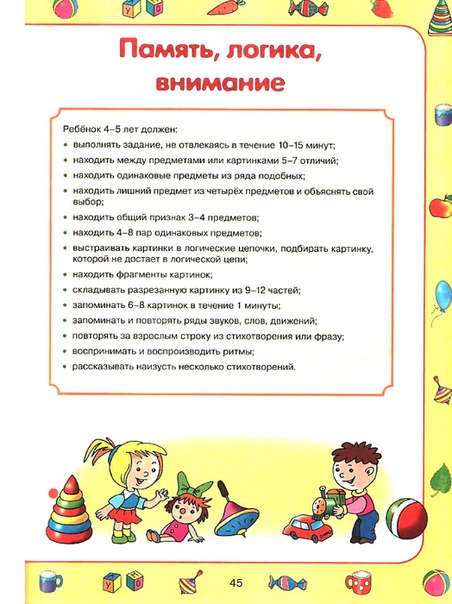 Память, логика,
внимание
Ребёнок 4–5 лет должен:
• выполнять задание, не отвлекаясь в течение 10–15 минут;
• находить между предметами или картинками 5–7 отличий;
• находить одинаковые предметы из ряда подобных;
• находить лишний предмет из четырёх предметов и объяснять свой
выбор;
• находить общий признак 3–4 предметов;
• находить 4–8 пар одинаковых предметов;
• выстраивать картинки в логические цепочки, подбирать картинку,
которой не достает в логической цепи;
• находить фрагменты картинок;
• складывать разрезанную картинку из 9–12 частей;
• запоминать 6–8 картинок в течение 1 минуты;
• запоминать и повторять ряды звуков, слов, движений;
• повторять за взрослым строку из стихотворения или фразу;
• воспринимать и воспроизводить ритмы;
• рассказывать наизусть несколько стихотворений.
45